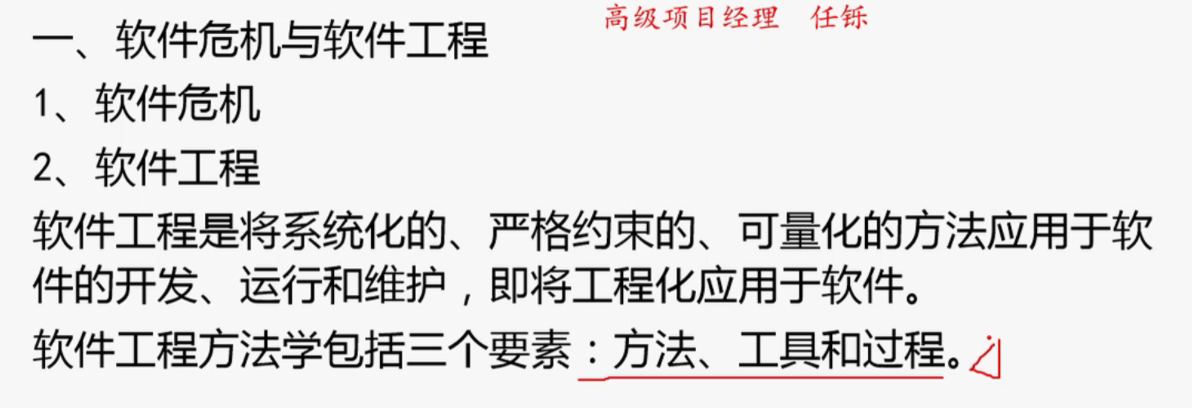 高级项目经理 任铄
一、软件危机与软件工程
1、软件危机
2、软件工程
软件工程是将系统化的、严格约束的、可量化的方法应用于软
件的开发、运行和维护，即将工程化应用于软件。
软件工程方法学包括三个要素：方法、工具和过程。